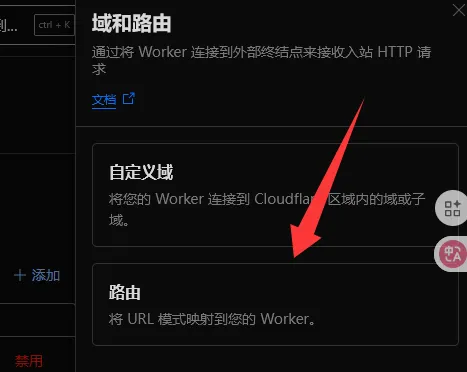 到...
ctrl + K
域和路由
通过将 Worker 连接到外部终结点来接收入站 HTTP 请
求
文档
自定义域
将您的 Worker 连接到 Cloudflare 区域内的域或子
域。
+ 添加
路由
将 URL 模式映射到您的 Worker。
禁用